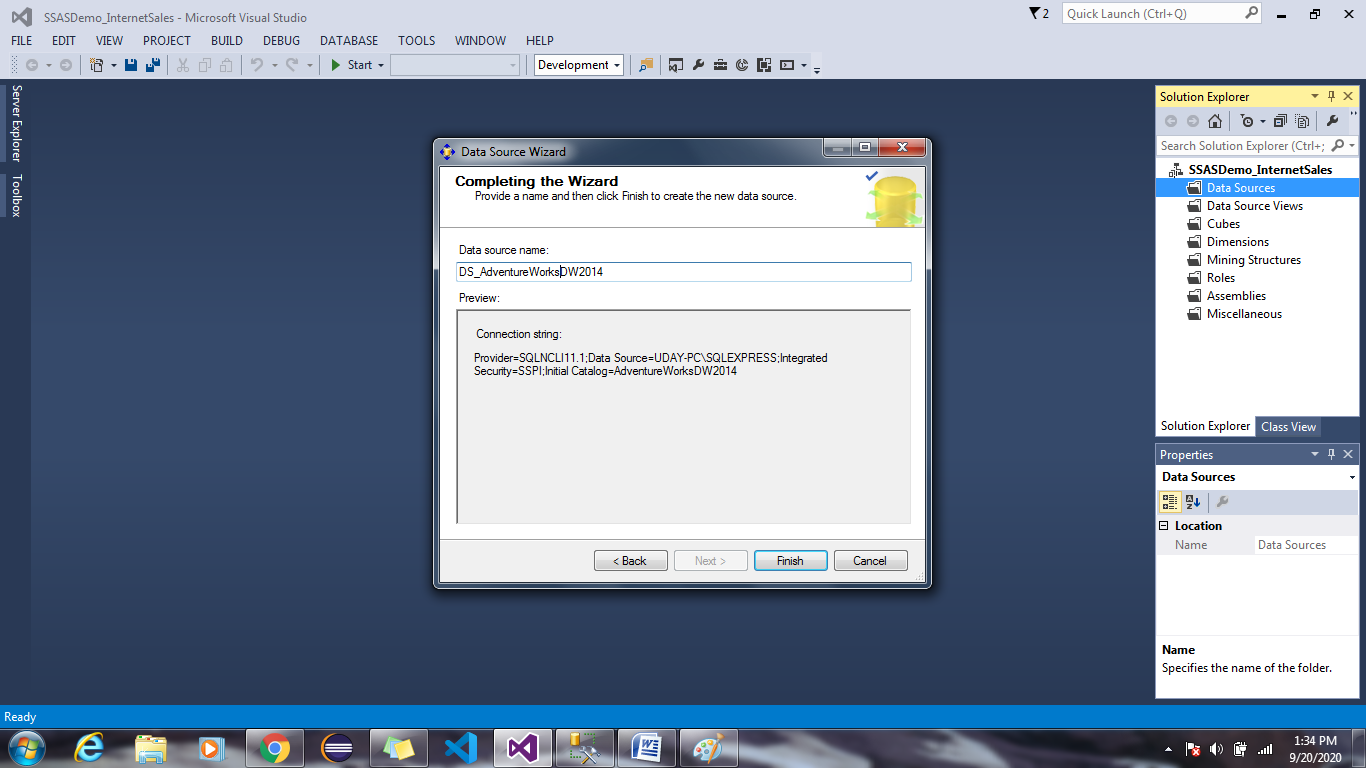 SSASDemo_InternetSales - Microsoft Visual Studio
2
Quick Launch (Ctrl+Q)
FILE EDIT VIEW PROJECT BUILD DEBUG DATABASE TOOLS WINDOW HELP
Start
Development
Server Explorer
Toolbox
Data Source Wizard
Completing the Wizard
Provide a name and then click Finish to create the new data source.
Data source name:
DS_AdventureWorksDW2014
Preview:
Connection string:
Provider=SQLNCLI11.1;Data Source=UDAY-PC\SQLEXPRESS;Integrated
Security=SSPI;Initial Catalog=AdventureWorksDW2014
< Back Next > Finish Cancel
Solution Explorer
Search Solution Explorer (Ctrl+;
SSASDemo_InternetSales
Data Sources
Data Source Views
Cubes
Dimensions
Mining Structures
Roles
Assemblies
Miscellaneous
Solution Explorer Class View
Properties
Data Sources
Location
Name Data Sources
Name
Specifies the name of the folder.
Ready
1:34 PM
9/20/2020